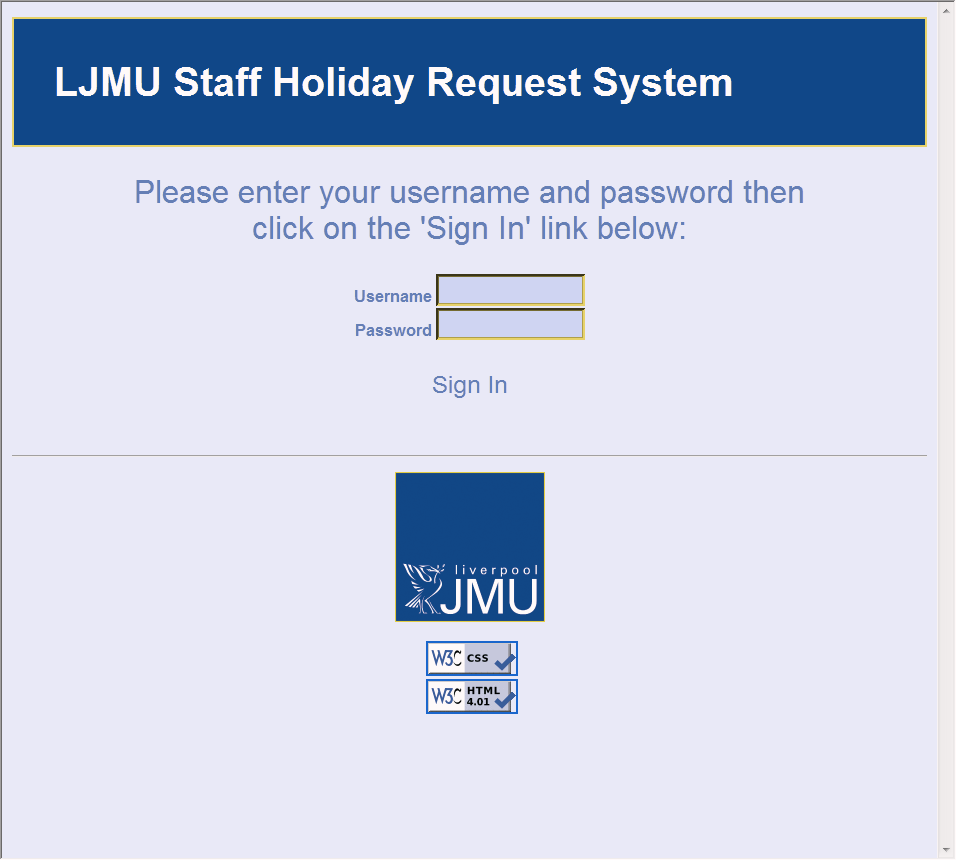 LJMU Staff Holiday Request System
Please enter your username and password then
click on the 'Sign In' link below:
Username
Password
Sign In
liverpool
JMU
W3C CSS
W3C HTML
4.01